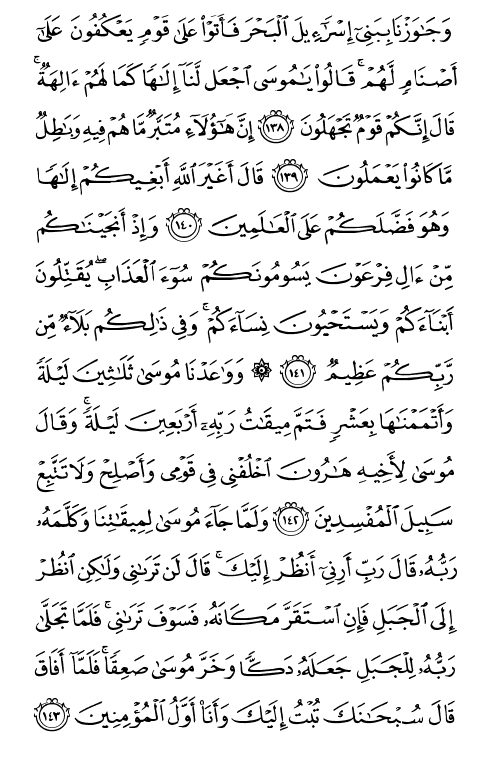 وَجَٰوَزْنَا بِبَنِىٓ إِسْرَٰٓءِيلَ ٱلْبَحْرَ فَأَتَوْا۟ عَلَىٰ قَوْمٍ يَعْكُفُونَ عَلَىٰٓ
أَصْنَامٍ لَّهُمْ ۚ قَالُوا۟ يَٰمُوسَى ٱجْعَل لَّنَآ إِلَٰهًا كَمَا لَهُمْ ءَالِهَةٌ ۚ
قَالَ إِنَّكُمْ قَوْمٌ تَجْهَلُونَ ١٣٨ إِنَّ هَٰٓؤُلَآءِ مُتَبَّرٌ مَّا هُمْ فِيهِ وَبَٰطِلٌ
مَّا كَانُوا۟ يَعْمَلُونَ ١٣٩ قَالَ أَغَيْرَ ٱللَّهِ أَبْغِيكُمْ إِلَٰهًا
وَهُوَ فَضَّلَكُمْ عَلَى ٱلْعَٰلَمِينَ ١٤٠ وَإِذْ أَنجَيْنَٰكُم
مِّنْ ءَالِ فِرْعَوْنَ يَسُومُونَكُمْ سُوٓءَ ٱلْعَذَابِ ۖ يُقَتِّلُونَ
أَبْنَآءَكُمْ وَيَسْتَحْيُونَ نِسَآءَكُمْ ۚ وَفِى ذَٰلِكُم بَلَآءٌ مِّن
رَّبِّكُمْ عَظِيمٌ ١٤١ ۞ وَوَٰعَدْنَا مُوسَىٰ ثَلَٰثِينَ لَيْلَةً
وَأَتْمَمْنَٰهَا بِعَشْرٍ فَتَمَّ مِيقَٰتُ رَبِّهِۦٓ أَرْبَعِينَ لَيْلَةً ۚ وَقَالَ
مُوسَىٰ لِأَخِيهِ هَٰرُونَ ٱخْلُفْنِى فِى قَوْمِى وَأَصْلِحْ وَلَا تَتَّبِعْ
سَبِيلَ ٱلْمُفْسِدِينَ ١٤٢ وَلَمَّا جَآءَ مُوسَىٰ لِمِيقَٰتِنَا وَكَلَّمَهُۥ
رَبُّهُۥ قَالَ رَبِّ أَرِنِىٓ أَنظُرْ إِلَيْكَ ۚ قَالَ لَن تَرَىٰنِى وَلَٰكِنِ ٱنظُرْ
إِلَى ٱلْجَبَلِ فَإِنِ ٱسْتَقَرَّ مَكَانَهُۥ فَسَوْفَ تَرَىٰنِى ۚ فَلَمَّا تَجَلَّىٰ
رَبُّهُۥ لِلْجَبَلِ جَعَلَهُۥ دَكًّا وَخَرَّ مُوسَىٰ صَعِقًا ۚ فَلَمَّآ أَفَاقَ
قَالَ سُبْحَٰنَكَ تُبْتُ إِلَيْكَ وَأَنَا۠ أَوَّلُ ٱلْمُؤْمِنِينَ ١٤٣